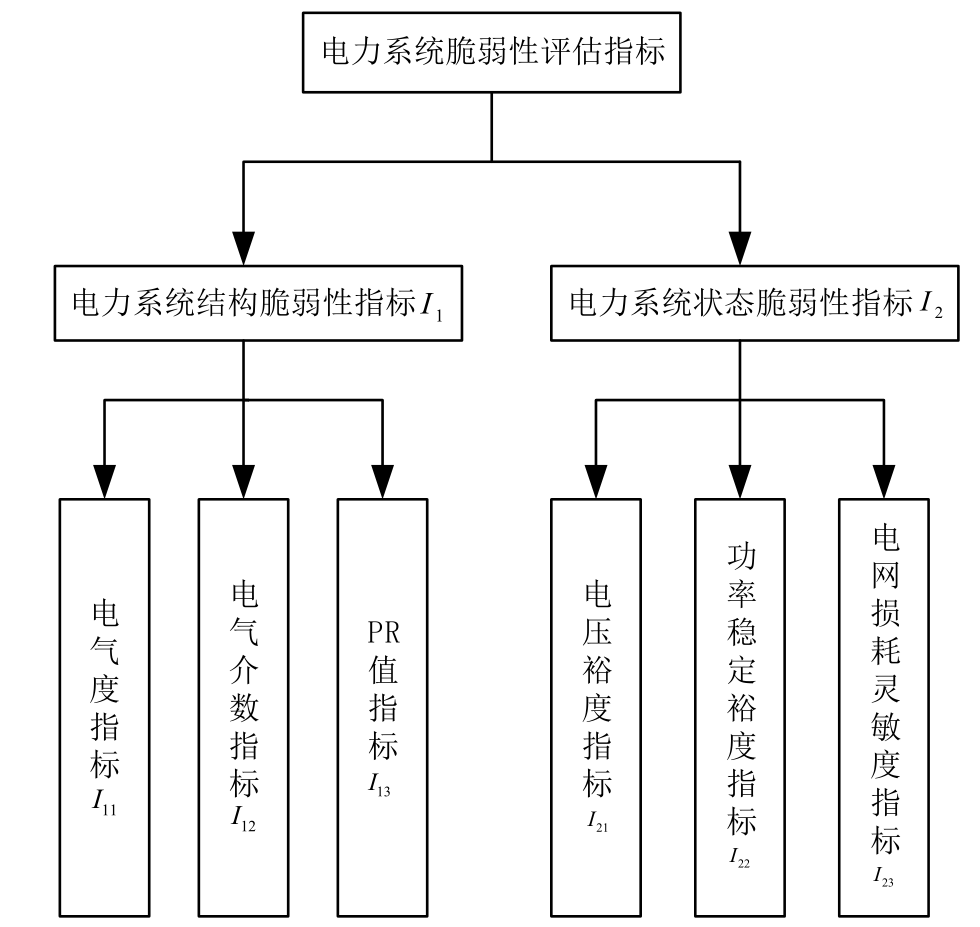 电力系统脆弱性评估指标
电力系统结构脆弱性指标I₁
电力系统状态脆弱性指标I₂
电气度指标I₁₁
电气介数指标I₁₂
PR值指标I₁₃
电压裕度指标I₂₁
功率稳定裕度指标I₂₂
电网损耗灵敏度指标I₂₃